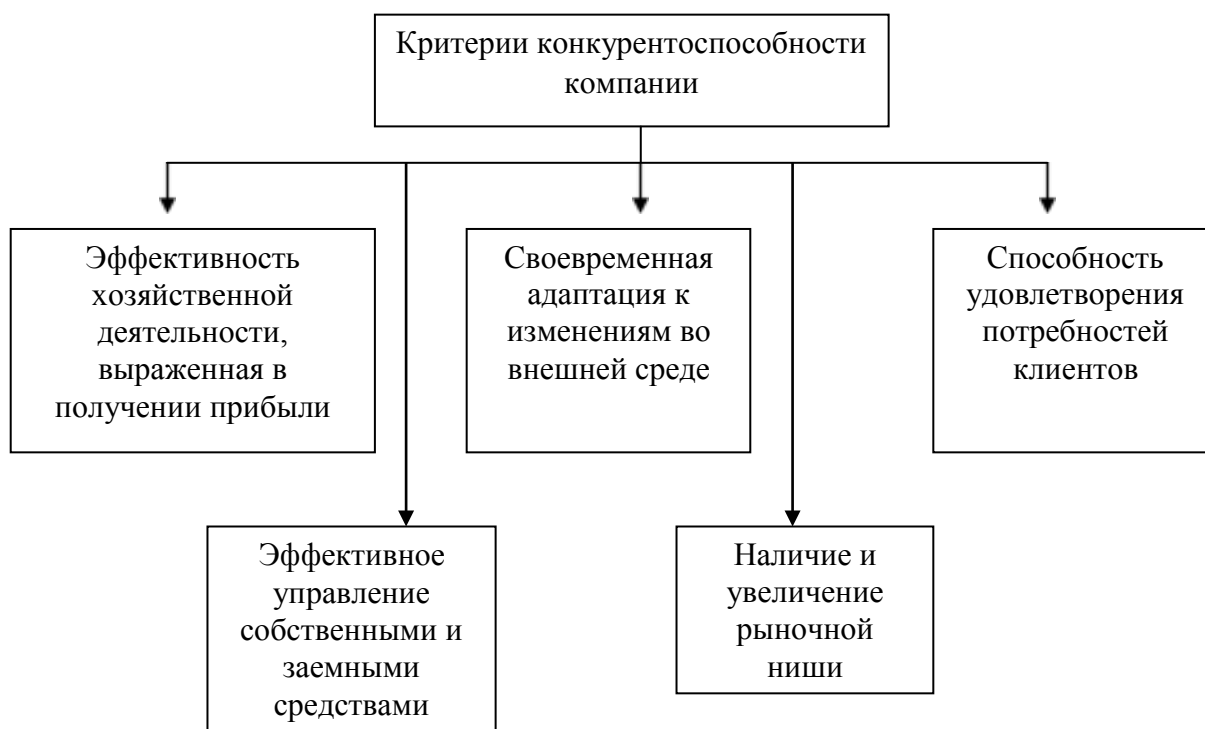 Критерии конкурентоспособности
компании
Эффективность
хозяйственной
деятельности,
выраженная в
получении прибыли
Своевременная
адаптация к
изменениям во
внешней среде
Способность
удовлетворения
потребностей
клиентов
Эффективное
управление
собственными и
заемными
средствами
Наличие и
увеличение
рыночной
ниши